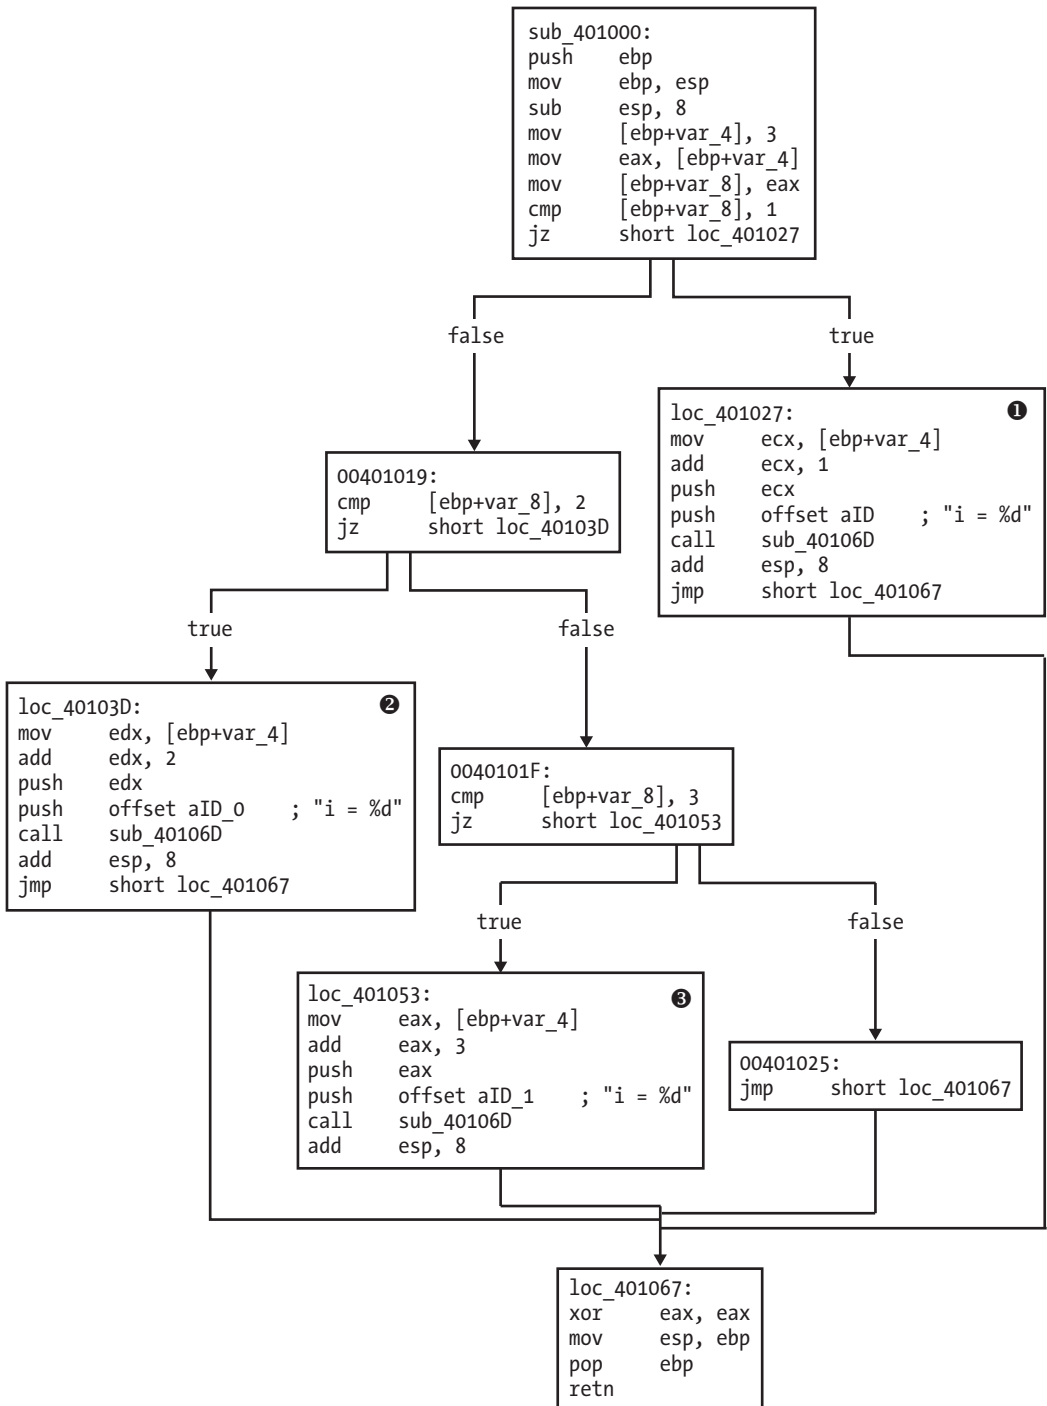 sub_401000:
push ebp
mov ebp, esp
sub esp, 8
mov [ebp+var_4], 3
mov eax, [ebp+var_4]
mov [ebp+var_8], eax
cmp [ebp+var_8], 1
jz short loc_401027
false
true
loc_401027: ❶
mov ecx, [ebp+var_4]
add ecx, 1
push ecx
push offset aID ; "i = %d"
call sub_40106D
add esp, 8
jmp short loc_401067
00401019:
cmp [ebp+var_8], 2
jz short loc_40103D
true
false
loc_40103D: ❷
mov edx, [ebp+var_4]
add edx, 2
push edx
push offset aID_0 ; "i = %d"
call sub_40106D
add esp, 8
jmp short loc_401067
0040101F:
cmp [ebp+var_8], 3
jz short loc_401053
true
false
loc_401053: ❸
mov eax, [ebp+var_4]
add eax, 3
push eax
push offset aID_1 ; "i = %d"
call sub_40106D
add esp, 8
00401025:
jmp short loc_401067
loc_401067:
xor eax, eax
mov esp, ebp
pop ebp
retn